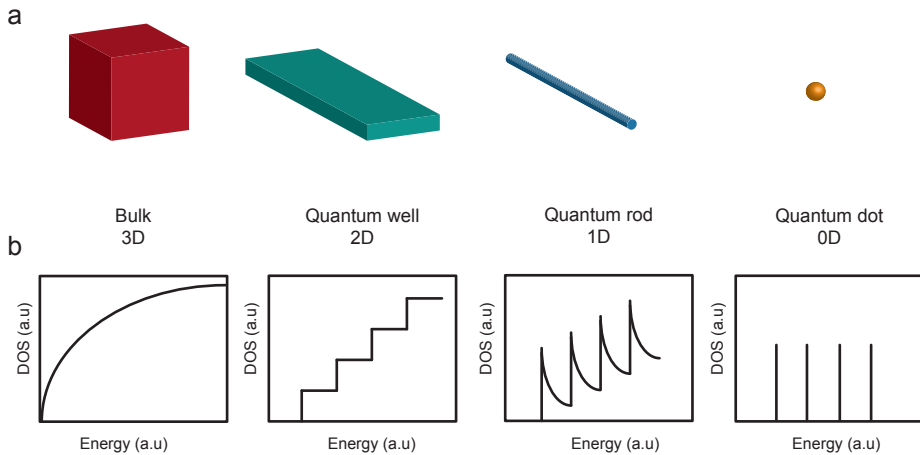 a
Bulk
3D
Quantum well
2D
Quantum rod
1D
Quantum dot
0D
b
DOS (a.u)
Energy (a.u)
DOS (a.u)
Energy (a.u)
DOS (a.u)
Energy (a.u)
DOS (a.u)
Energy (a.u)